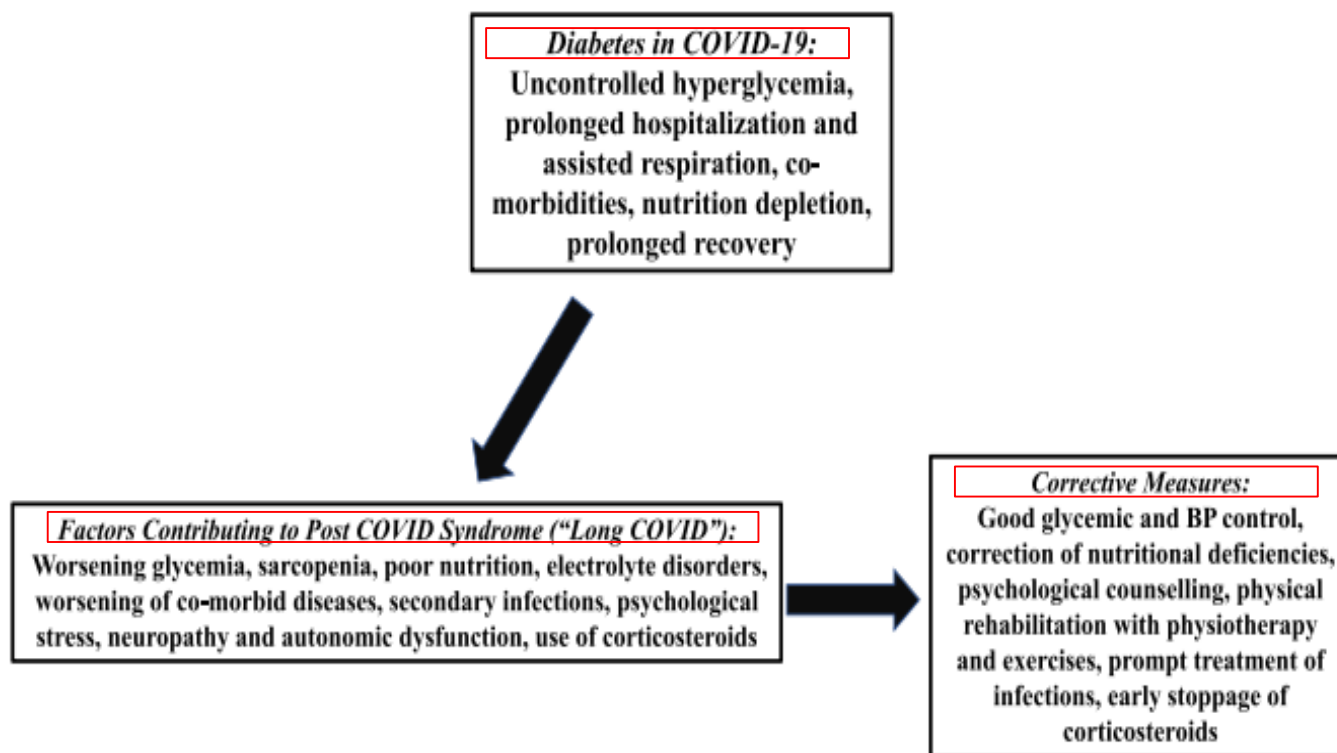 Diabetes in COVID-19:
Uncontrolled hyperglycemia,
prolonged hospitalization and
assisted respiration, co-
morbidities, nutrition depletion,
prolonged recovery
Factors Contributing to Post COVID Syndrome (“Long COVID”):
Worsening glycemia, sarcopenia, poor nutrition, electrolyte disorders,
worsening of co-morbid diseases, secondary infections, psychological
stress, neuropathy and autonomic dysfunction, use of corticosteroids
Corrective Measures:
Good glycemic and BP control,
correction of nutritional deficiencies,
psychological counselling, physical
rehabilitation with physiotherapy
and exercises, prompt treatment of
infections, early stoppage of
corticosteroids